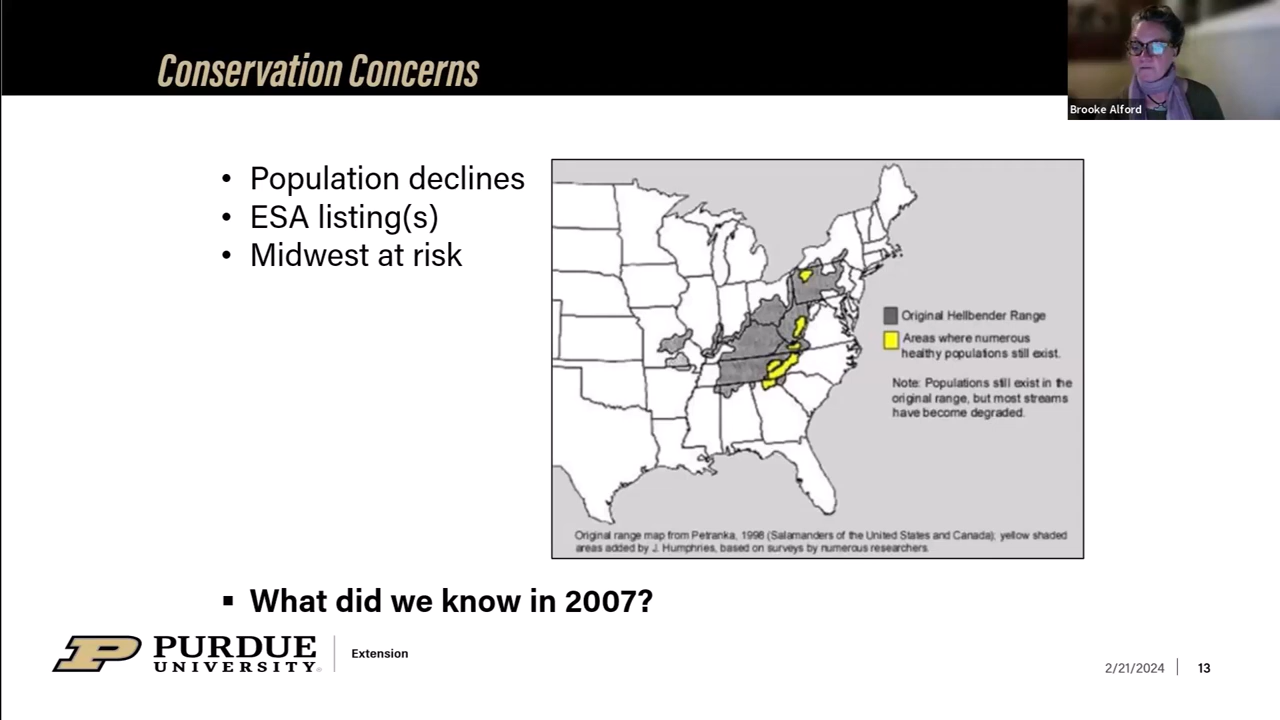 Conservation Concerns
Brooke Alford
• Population declines
• ESA listing(s)
• Midwest at risk
Original Hellbender Range
Areas where numerous
healthy populations still exist.
Note: Populations still exist in the
original range, but most streams
have become degraded.
Original range map from Petranka, 1998 (Salamanders of the United States and Canada); yellow shaded
areas added by J. Humphries, based on surveys by numerous researchers.
▪ What did we know in 2007?
PURDUE
UNIVERSITY®
Extension
2/21/2024
13